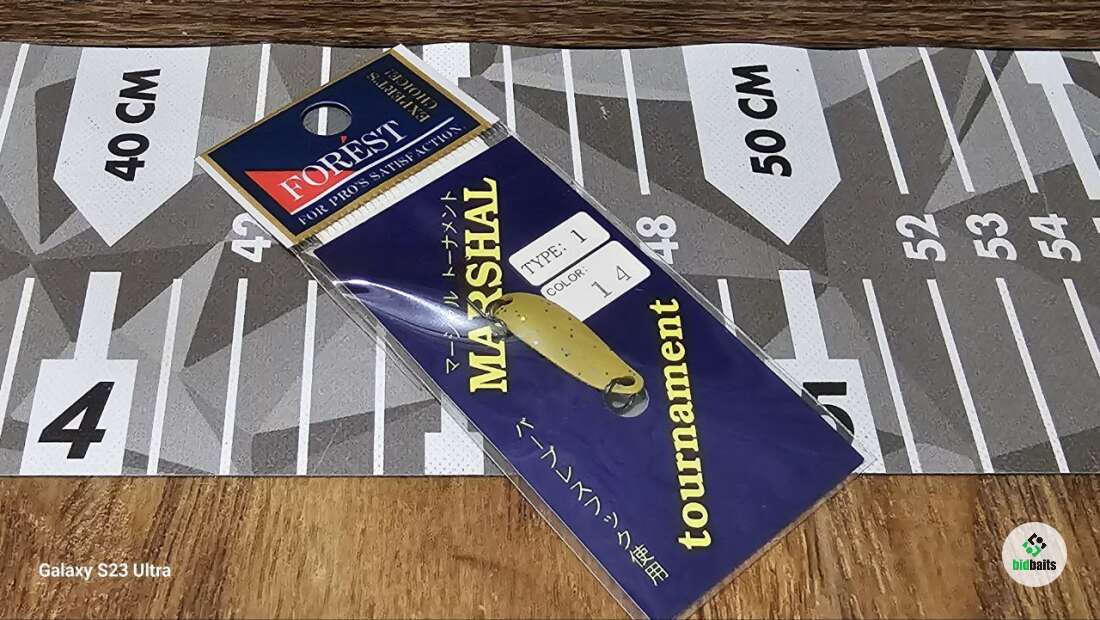 40 CM
50 CM
EXPERT'S
CHOICE!
FORÉST
FOR PRO'S SATISFACTION
マーシャル トーナメント
MARSHAL
TYPE: 1
COLOR:
14
tournament
バーブレスフック使用
42
48
52
53
54
4
Galaxy S23 Ultra
bidbaits